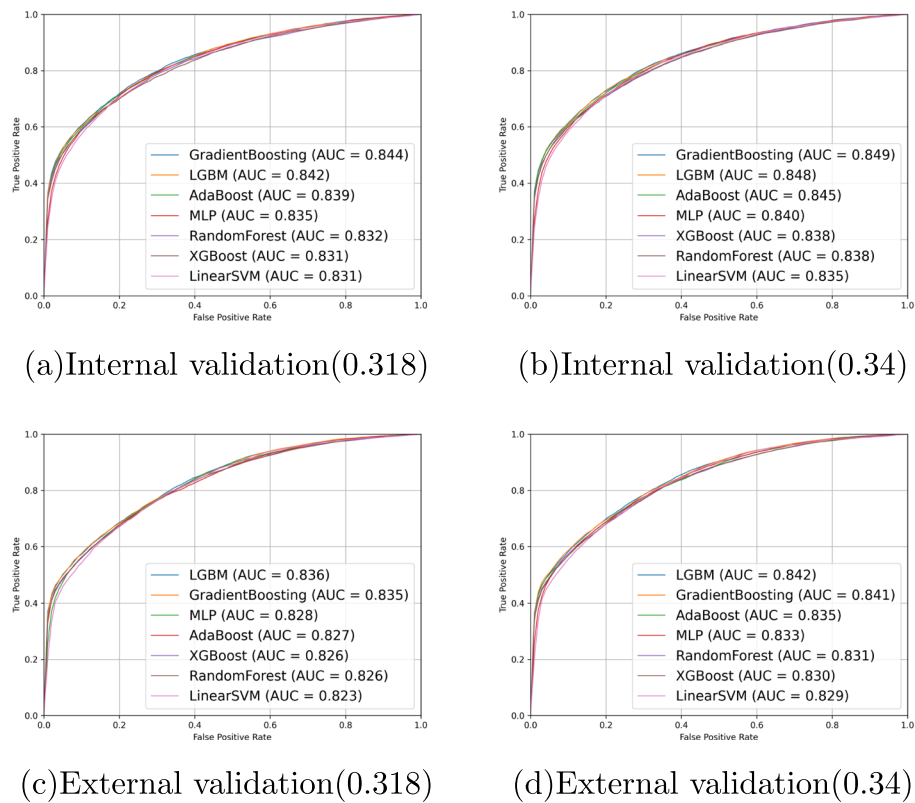 1.0
0.8
0.6
0.4
0.2
0.0
True Positive Rate
GradientBoosting (AUC = 0.844)
LGBM (AUC = 0.842)
AdaBoost (AUC = 0.839)
MLP (AUC = 0.835)
RandomForest (AUC = 0.832)
XGBoost (AUC = 0.831)
LinearSVM (AUC = 0.831)
0.0 0.2 0.4 0.6 0.8 1.0
False Positive Rate
(a)Internal validation(0.318)
1.0
0.8
0.6
0.4
0.2
0.0
True Positive Rate
GradientBoosting (AUC = 0.849)
LGBM (AUC = 0.848)
AdaBoost (AUC = 0.845)
MLP (AUC = 0.840)
XGBoost (AUC = 0.838)
RandomForest (AUC = 0.838)
LinearSVM (AUC = 0.835)
0.0 0.2 0.4 0.6 0.8 1.0
False Positive Rate
(b)Internal validation(0.34)
1.0
0.8
0.6
0.4
0.2
0.0
True Positive Rate
LGBM (AUC = 0.836)
GradientBoosting (AUC = 0.835)
MLP (AUC = 0.828)
AdaBoost (AUC = 0.827)
XGBoost (AUC = 0.826)
RandomForest (AUC = 0.826)
LinearSVM (AUC = 0.823)
0.0 0.2 0.4 0.6 0.8 1.0
False Positive Rate
(c)External validation(0.318)
1.0
0.8
0.6
0.4
0.2
0.0
True Positive Rate
LGBM (AUC = 0.842)
GradientBoosting (AUC = 0.841)
AdaBoost (AUC = 0.835)
MLP (AUC = 0.833)
RandomForest (AUC = 0.831)
XGBoost (AUC = 0.830)
LinearSVM (AUC = 0.829)
0.0 0.2 0.4 0.6 0.8 1.0
False Positive Rate
(d)External validation(0.34)